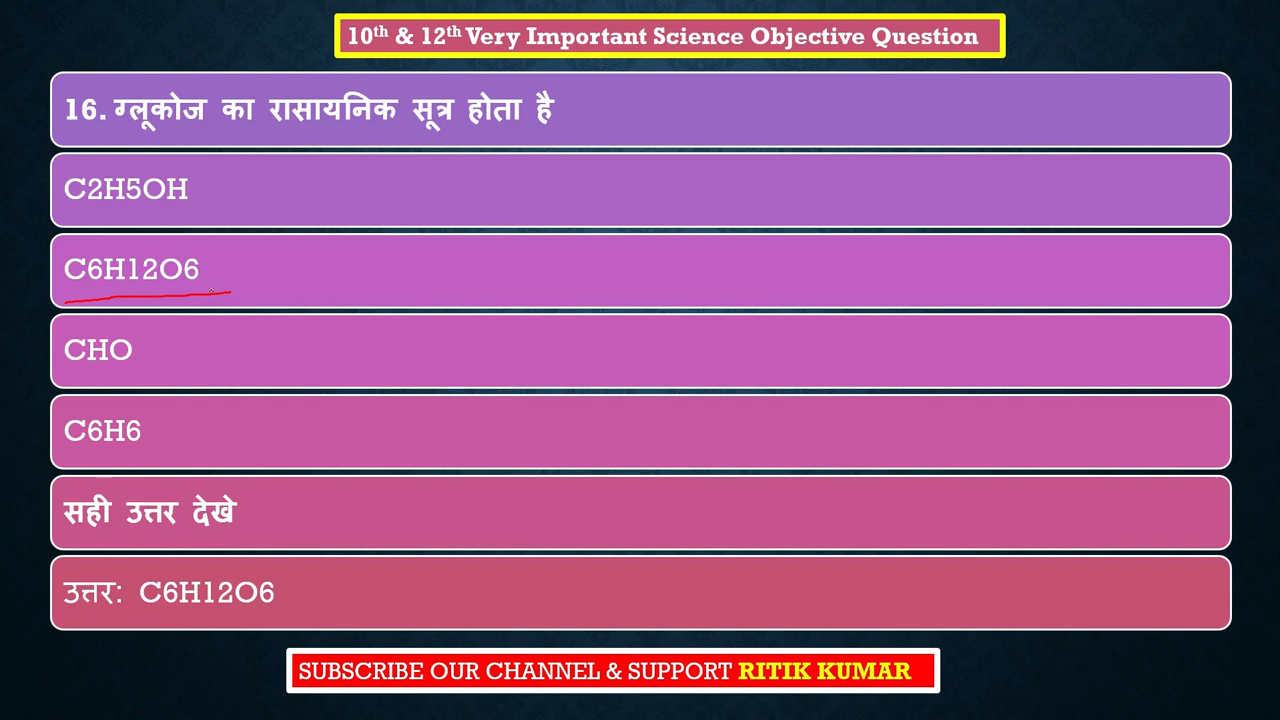 10th & 12th Very Important Science Objective Question
16. ग्लूकोज का रासायनिक सूत्र होता है
C2H5OH
C6H12O6
CHO
C6H6
सही उत्तर देखे
उत्तर: C6H12O6
SUBSCRIBE OUR CHANNEL & SUPPORT RITIK KUMAR